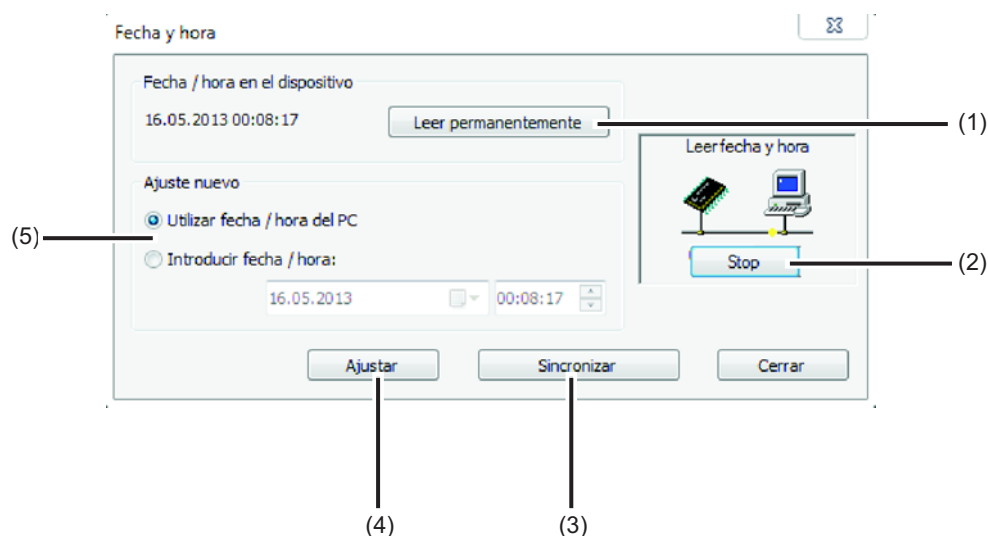 Fecha y hora
Fecha / hora en el dispositivo
16.05.2013 00:08:17
Leer permanentemente
(1)
Leer fecha y hora
Ajuste nuevo
Utilizar fecha / hora del PC
(5)
Introducir fecha / hora:
Stop
(2)
16.05.2013
00:08:17
Ajustar
Sincronizar
Cerrar
(4)
(3)